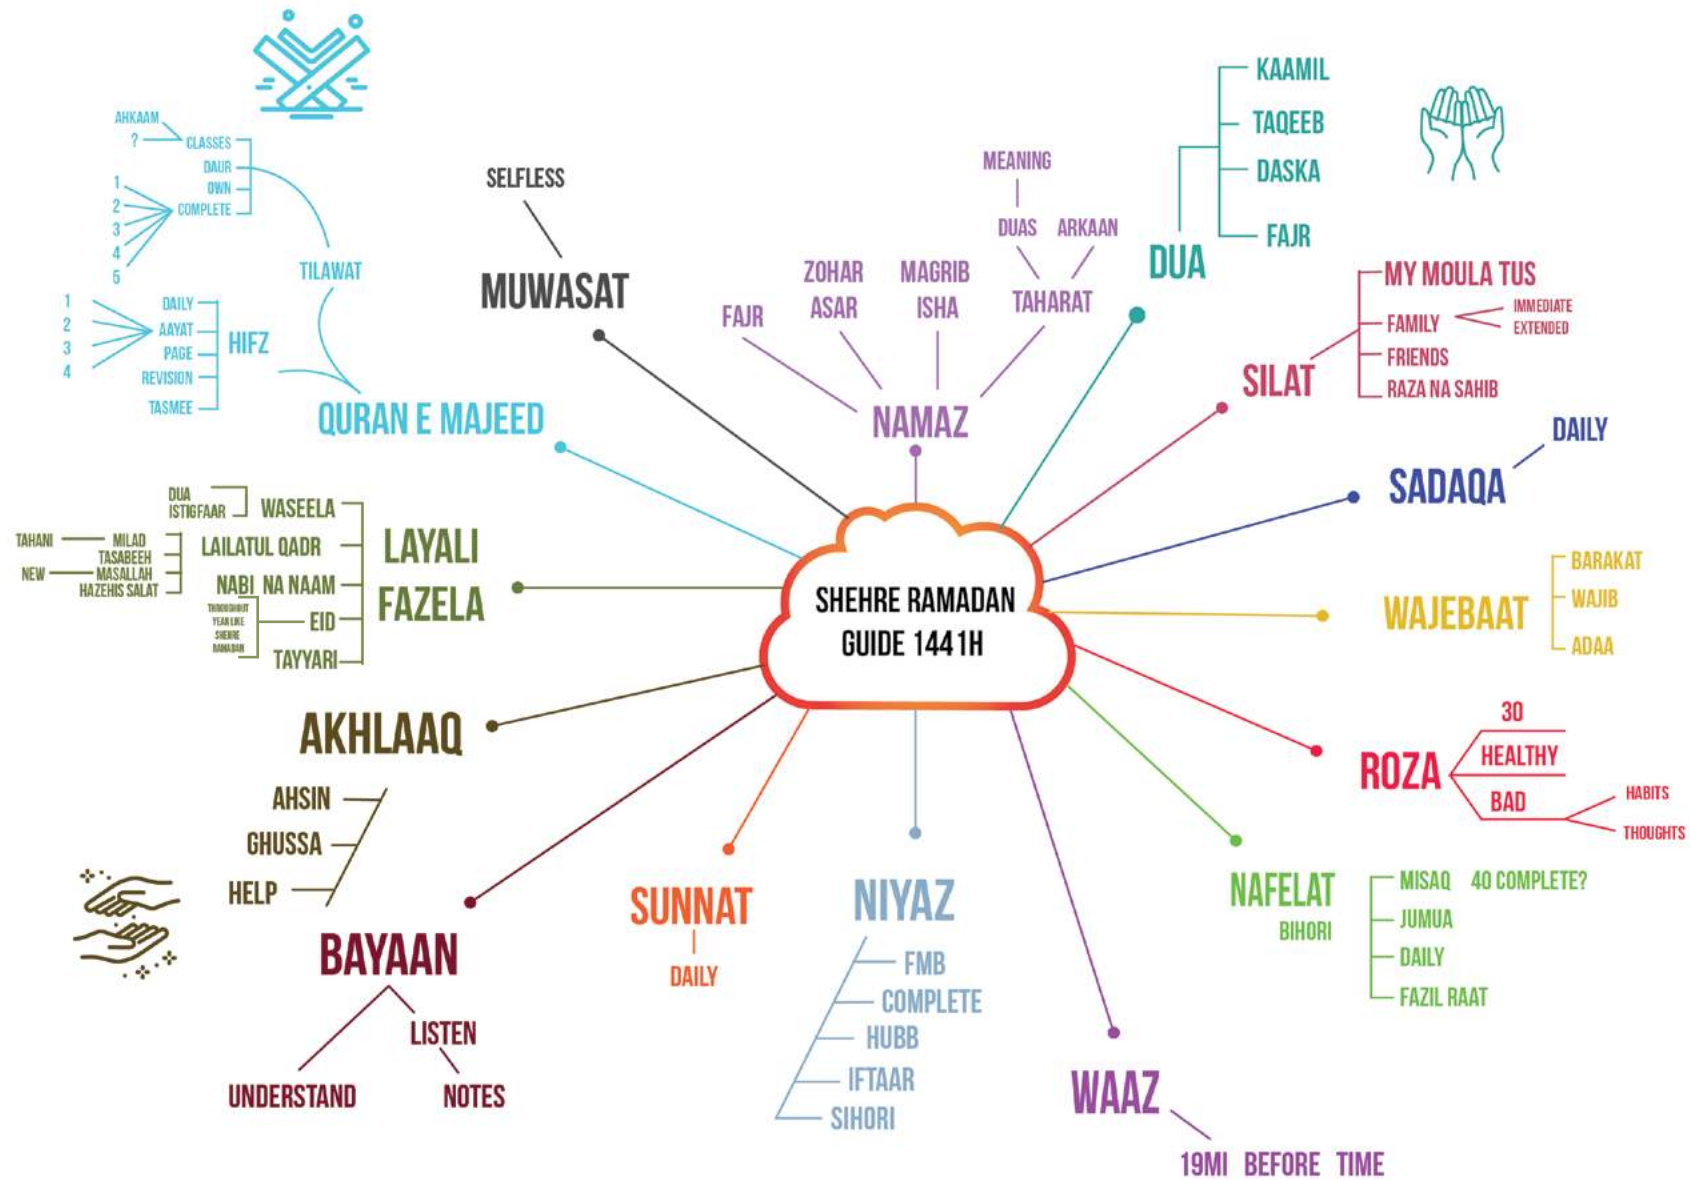 SHEHRE RAMADAN
GUIDE 1441H
MUWASAT
SELFLESS
NAMAZ
FAJR
ZOHAR
ASAR
MAGRIB
ISHA
TAHARAT
DUAS
MEANING
ARKAAN
DUA
KAAMIL
TAQEEB
DASKA
FAJR
SILAT
MY MOULA TUS
FAMILY
IMMEDIATE
EXTENDED
FRIENDS
RAZA NA SAHIB
SADAQA
DAILY
WAJEBAAT
BARAKAT
WAJIB
ADAA
ROZA
30
HEALTHY
BAD
HABITS
THOUGHTS
NAFELAT
BIHORI
MISAQ 40 COMPLETE?
JUMUA
DAILY
FAZIL RAAT
WAAZ
19MI BEFORE TIME
NIYAZ
FMB
COMPLETE
HUBB
IFTAAR
SIHORI
SUNNAT
DAILY
BAYAAN
UNDERSTAND
LISTEN
NOTES
AKHLAAQ
AHSIN
GHUSSA
HELP
LAYALI
FAZELA
WASEELA
DUA
ISTIGFAAR
LAILATUL QADR
MILAD
TAHANI
TASABEEH
MASALLAH
NEW
HAZEHIS SALAT
NABI NA NAAM
EID
THROUGHOUT
YEAR LIKE
SHEHRE
RAMADAN
TAYYARI
QURAN E MAJEED
TILAWAT
CLASSES
AHKAAM
?
DAUR
OWN
COMPLETE
1
2
3
4
5
HIFZ
DAILY
AAYAT
1
2
3
4
PAGE
REVISION
TASMEE